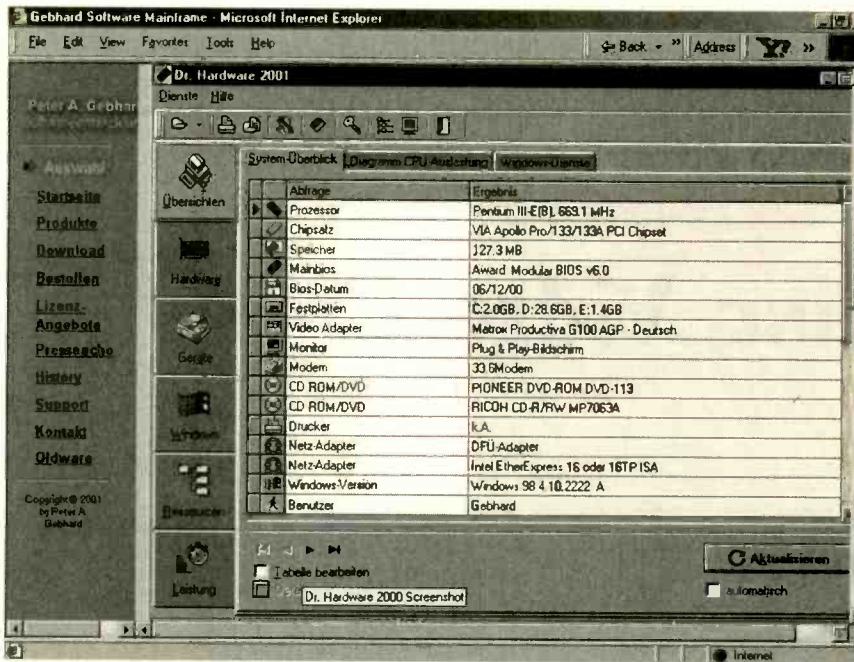 Gebhard Software Mainframe - Microsoft Internet Explorer
File Edit View Favorites Tools Help
Back » Address Y? »
Peter A. Gebhar
Dr. Hardware 2001
Dienste Hilfe
Auswahl
Startseite
Produkte
Download
Bestellen
Lizenz-
Angebote
Presseecho
History
Support
Kontakt
Oldware
Copyright © 2001
by Peter A.
Gebhard
Übersichten
Hardware
Geräte
Windows
Ressourcen
Leistung
System-Überblick Diagramm CPU-Auslastung Windows-Dienste
Abfrage Ergebnis
Prozessor Pentium III-E[B], 669.1 MHz
Chipsatz VIA Apollo Pro/133/133A PCI Chipset
Speicher 127.3 MB
Mainbios Award Modular BIOS v6.0
Bios-Datum 06/12/00
Festplatten C:2.0GB, D:28.6GB, E:1.4GB
Video Adapter Matrox Productiva G100 AGP - Deutsch
Monitor Plug & Play-Bildschirm
Modem 33.6Modem
CD ROM/DVD PIONEER DVD-ROM DVD-113
CD ROM/DVD RICOH CD-R/RW MP7063A
Drucker k.A.
Netz-Adapter DFÜ-Adapter
Netz-Adapter Intel EtherExpress 16 oder 16TP ISA
Windows-Version Windows 98 4.10.2222 A
Benutzer Gebhard
Tabelle bearbeiten
Dr. Hardware 2000 Screenshot
Aktualisieren
automatisch
Internet